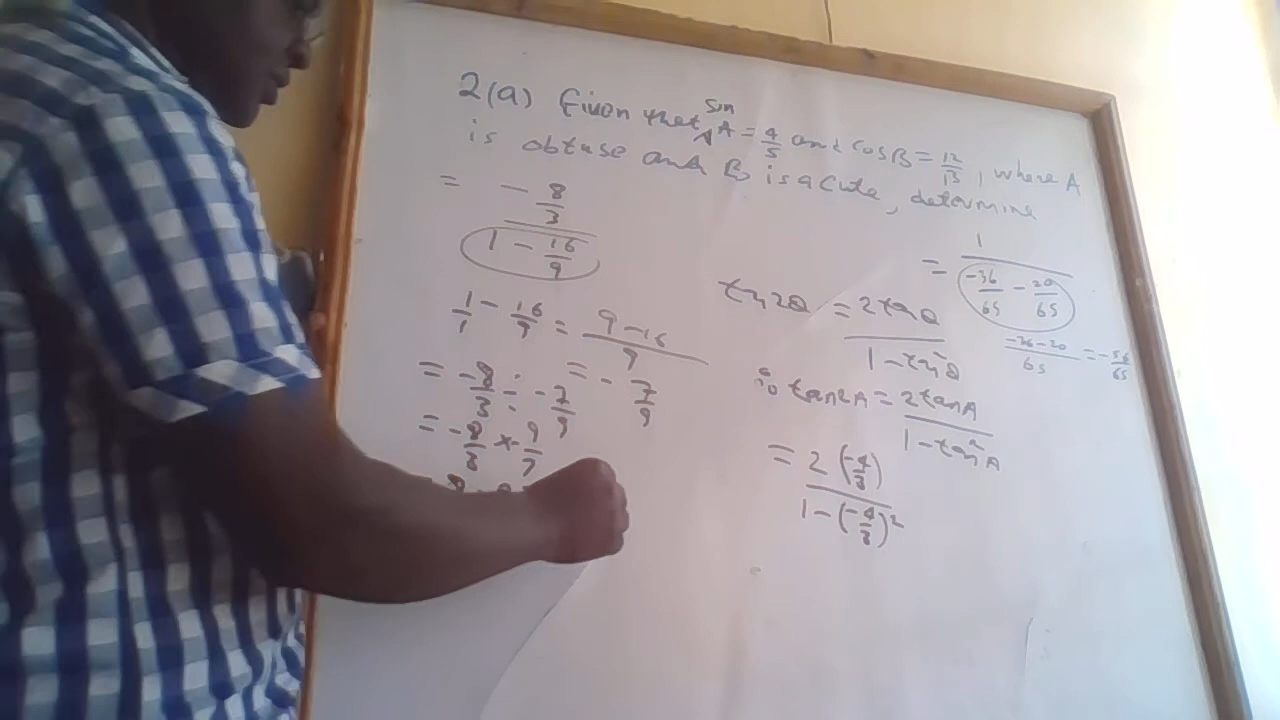 2(a) Given that sin A = 4/5 and cos B = 12/13, where A
is obtuse and B is acute, determine
= - 8/3
1 - 16/9
1/1 - 16/9 = 9-16/9
= - 8/3 ÷ - 7/9 = - 7/9
= - 8/3 × - 9/7
= 1
-36/65 - 20/65
-36-20/65 = -56/65
tan2θ = 2tanθ
1 - tan²θ
∴ tan2A = 2tanA
1 - tan²A
= 2(-4/3)
1 - (-4/3)²